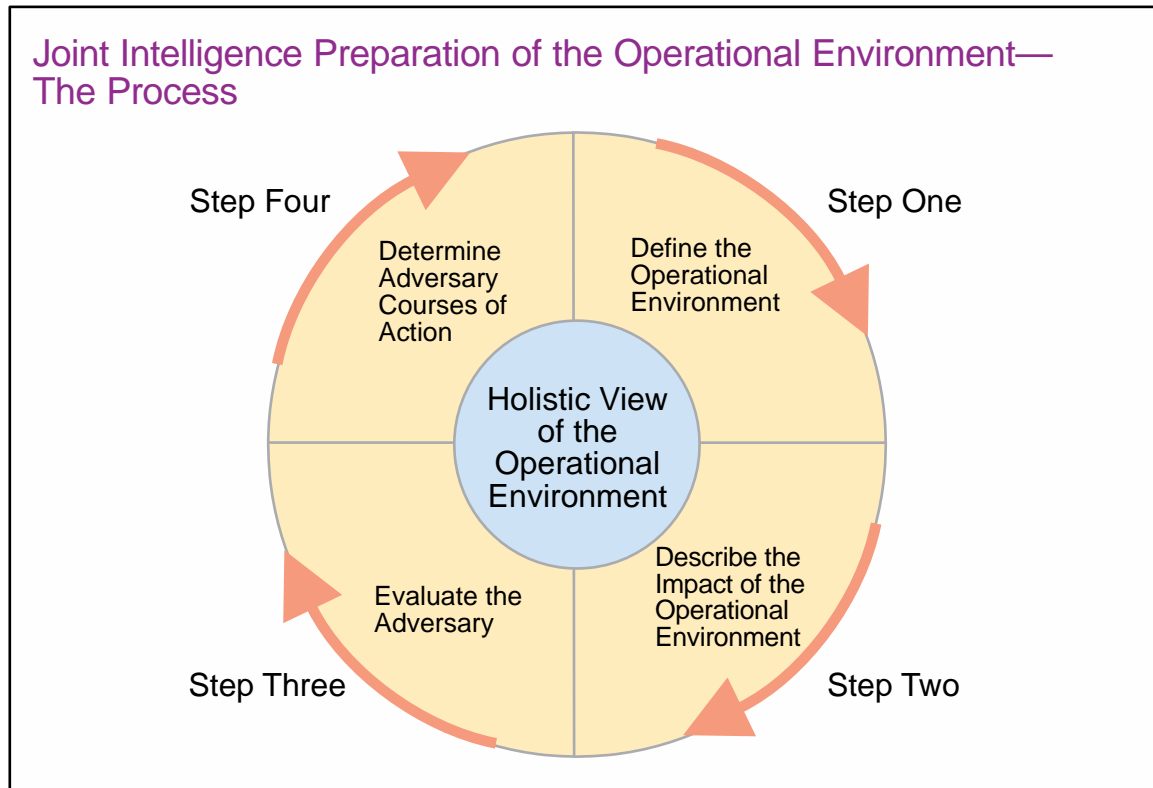 Joint Intelligence Preparation of the Operational Environment—
The Process
Step One
Define the
Operational
Environment
Step Two
Describe the
Impact of the
Operational
Environment
Step Three
Evaluate the
Adversary
Step Four
Determine
Adversary
Courses of
Action
Holistic View
of the
Operational
Environment